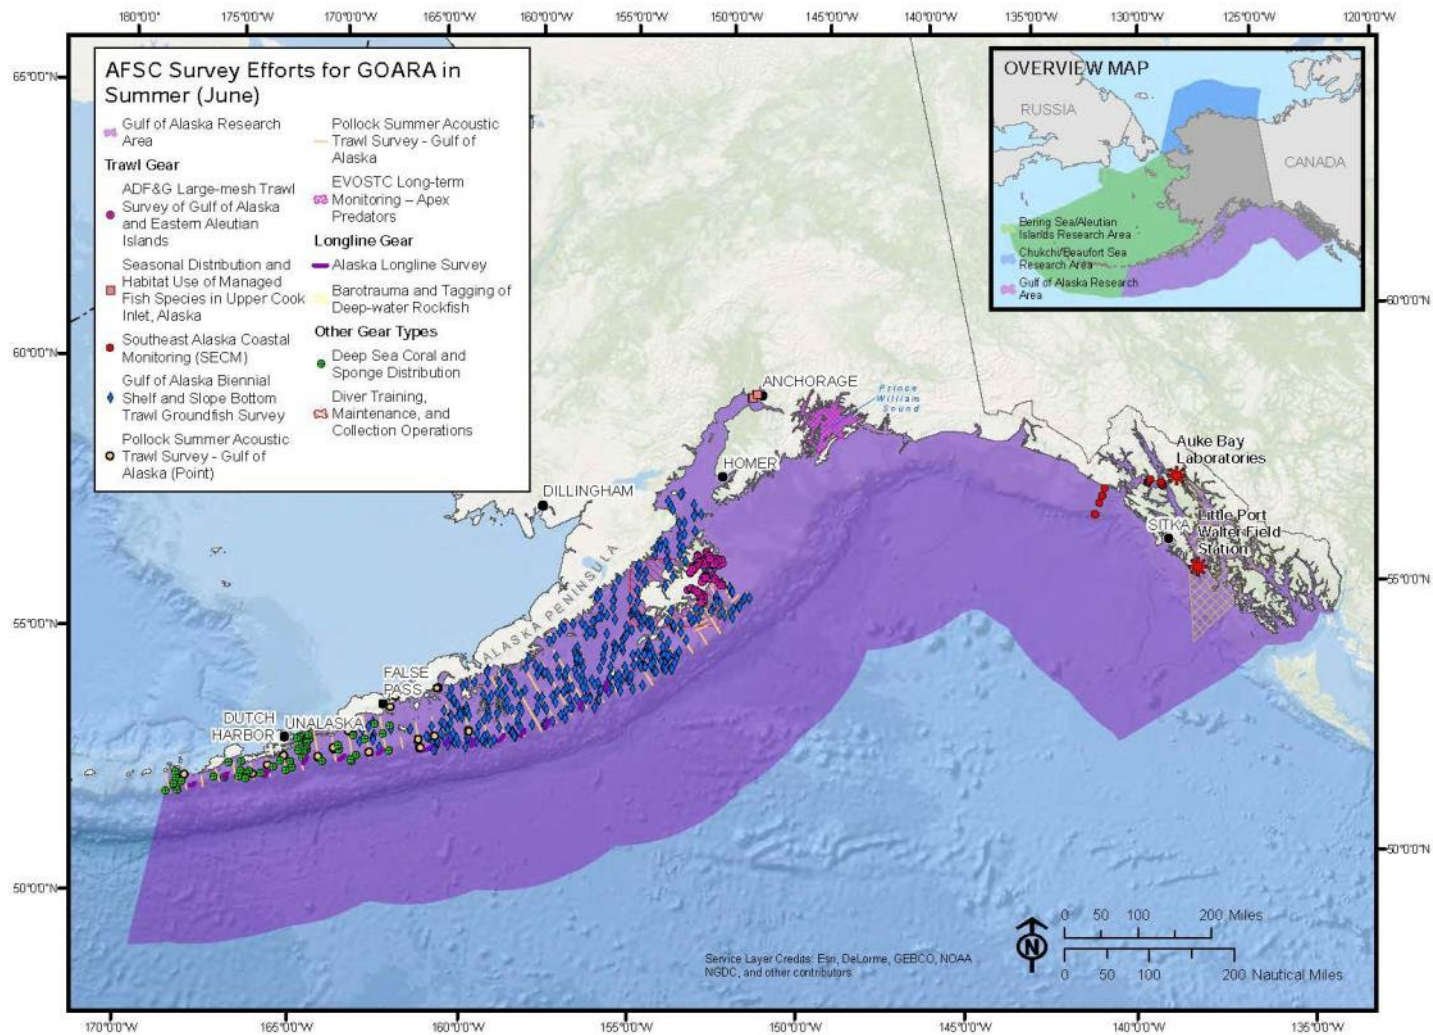 180°0'0"W 175°0'0"W 170°0'0"W 165°0'0"W 160°0'0"W 155°0'0"W 150°0'0"W 145°0'0"W 140°0'0"W 135°0'0"W 130°0'0"W 125°0'0"W 120°0'0"W
65°0'0"N
60°0'0"N
55°0'0"N
50°0'0"N
AFSC Survey Efforts for GOARA in
Summer (June)
Gulf of Alaska Research
Area
Trawl Gear
ADF&G Large-mesh Trawl
Survey of Gulf of Alaska
and Eastern Aleutian
Islands
Seasonal Distribution and
Habitat Use of Managed
Fish Species in Upper Cook
Inlet, Alaska
Southeast Alaska Coastal
Monitoring (SECM)
Gulf of Alaska Biennial
Shelf and Slope Bottom
Trawl Groundfish Survey
Pollock Summer Acoustic
Trawl Survey - Gulf of
Alaska (Point)
Pollock Summer Acoustic
Trawl Survey - Gulf of
Alaska
EVOSTC Long-term
Monitoring – Apex
Predators
Longline Gear
Alaska Longline Survey
Barotrauma and Tagging of
Deep-water Rockfish
Other Gear Types
Deep Sea Coral and
Sponge Distribution
Diver Training,
Maintenance, and
Collection Operations
OVERVIEW MAP
RUSSIA
CANADA
Bering Sea/Aleutian
Islands Research Area
Chukchi/Beaufort Sea
Research Area
Gulf of Alaska Research
Area
60°0'0"N
55°0'0"N
50°0'0"N
ANCHORAGE
Prince
William
Sound
HOMER
DILLINGHAM
ALASKA PENINSULA
FALSE
PASS
DUTCH
HARBOR
UNALASKA
Auke Bay
Laboratories
SITKA
Little Port
Walter Field
Station
N
0 50 100 200 Miles
0 50 100 200 Nautical Miles
Service Layer Credits: Esri, DeLorme, GEBCO, NOAA
NGDC, and other contributors
170°0'0"W 165°0'0"W 160°0'0"W 155°0'0"W 150°0'0"W 145°0'0"W 140°0'0"W 135°0'0"W